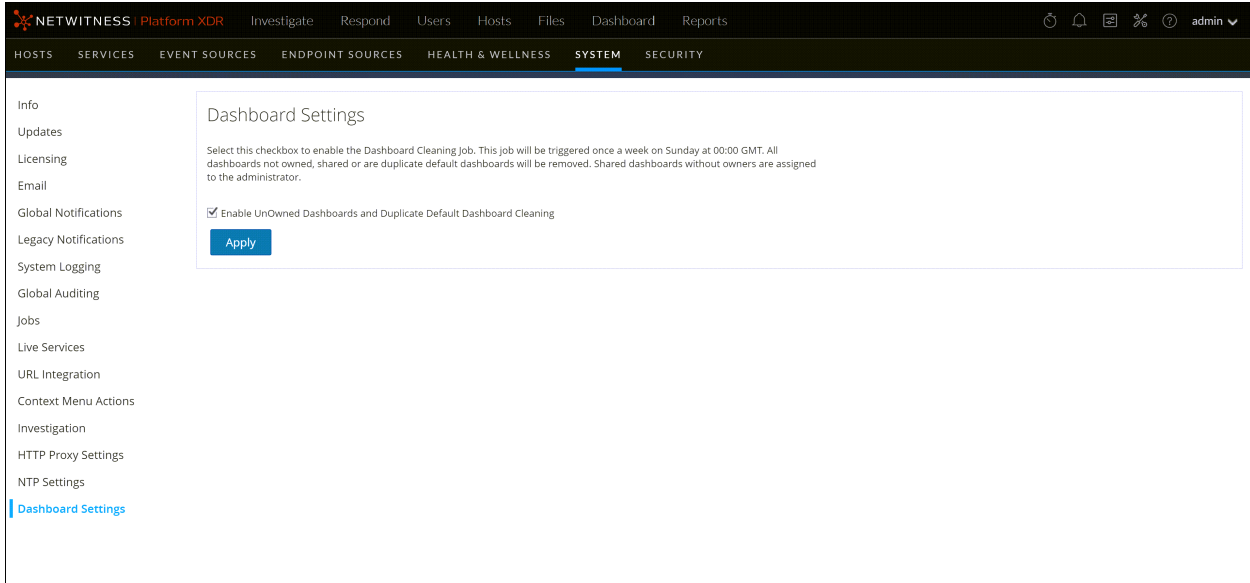 NETWITNESS | Platform XDR Investigate Respond Users Hosts Files Dashboard Reports admin
HOSTS SERVICES EVENT SOURCES ENDPOINT SOURCES HEALTH & WELLNESS SYSTEM SECURITY
Info
Updates
Licensing
Email
Global Notifications
Legacy Notifications
System Logging
Global Auditing
Jobs
Live Services
URL Integration
Context Menu Actions
Investigation
HTTP Proxy Settings
NTP Settings
Dashboard Settings
Dashboard Settings
Select this checkbox to enable the Dashboard Cleaning Job. This job will be triggered once a week on Sunday at 00:00 GMT. All
dashboards not owned, shared or are duplicate default dashboards will be removed. Shared dashboards without owners are assigned
to the administrator.
Enable UnOwned Dashboards and Duplicate Default Dashboard Cleaning
Apply